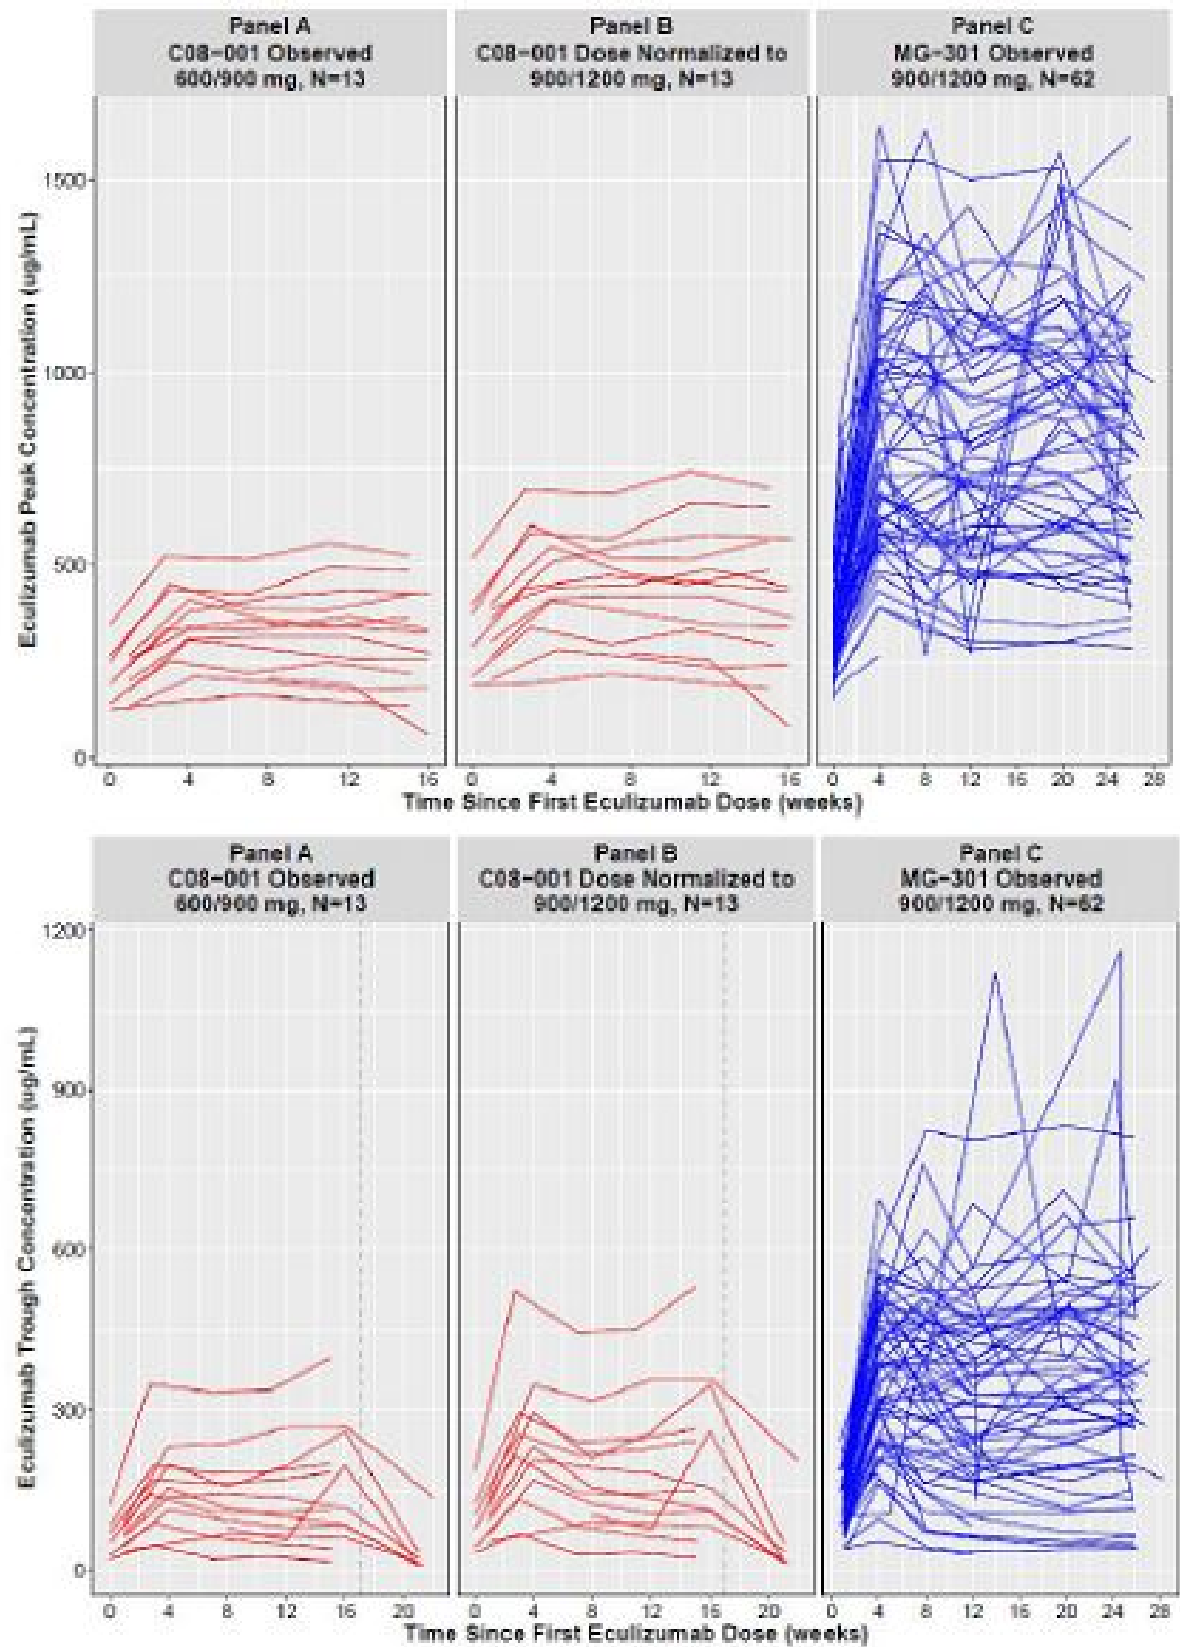 Panel A
C08-001 Observed
600/900 mg, N=13
Panel B
C08-001 Dose Normalized to
900/1200 mg, N=13
Panel C
MG-301 Observed
900/1200 mg, N=62
Eculizumab Peak Concentration (ug/mL)
1500
1000
500
0
0 4 8 12 16
0 4 8 12 16
0 4 8 12 16 20 24 28
Time Since First Eculizumab Dose (weeks)
Panel A
C08-001 Observed
600/900 mg, N=13
Panel B
C08-001 Dose Normalized to
900/1200 mg, N=13
Panel C
MG-301 Observed
900/1200 mg, N=62
Eculizumab Trough Concentration (ug/mL)
1200
900
600
300
0
0 4 8 12 16 20
0 4 8 12 16 20
0 4 8 12 16 20 24 28
Time Since First Eculizumab Dose (weeks)